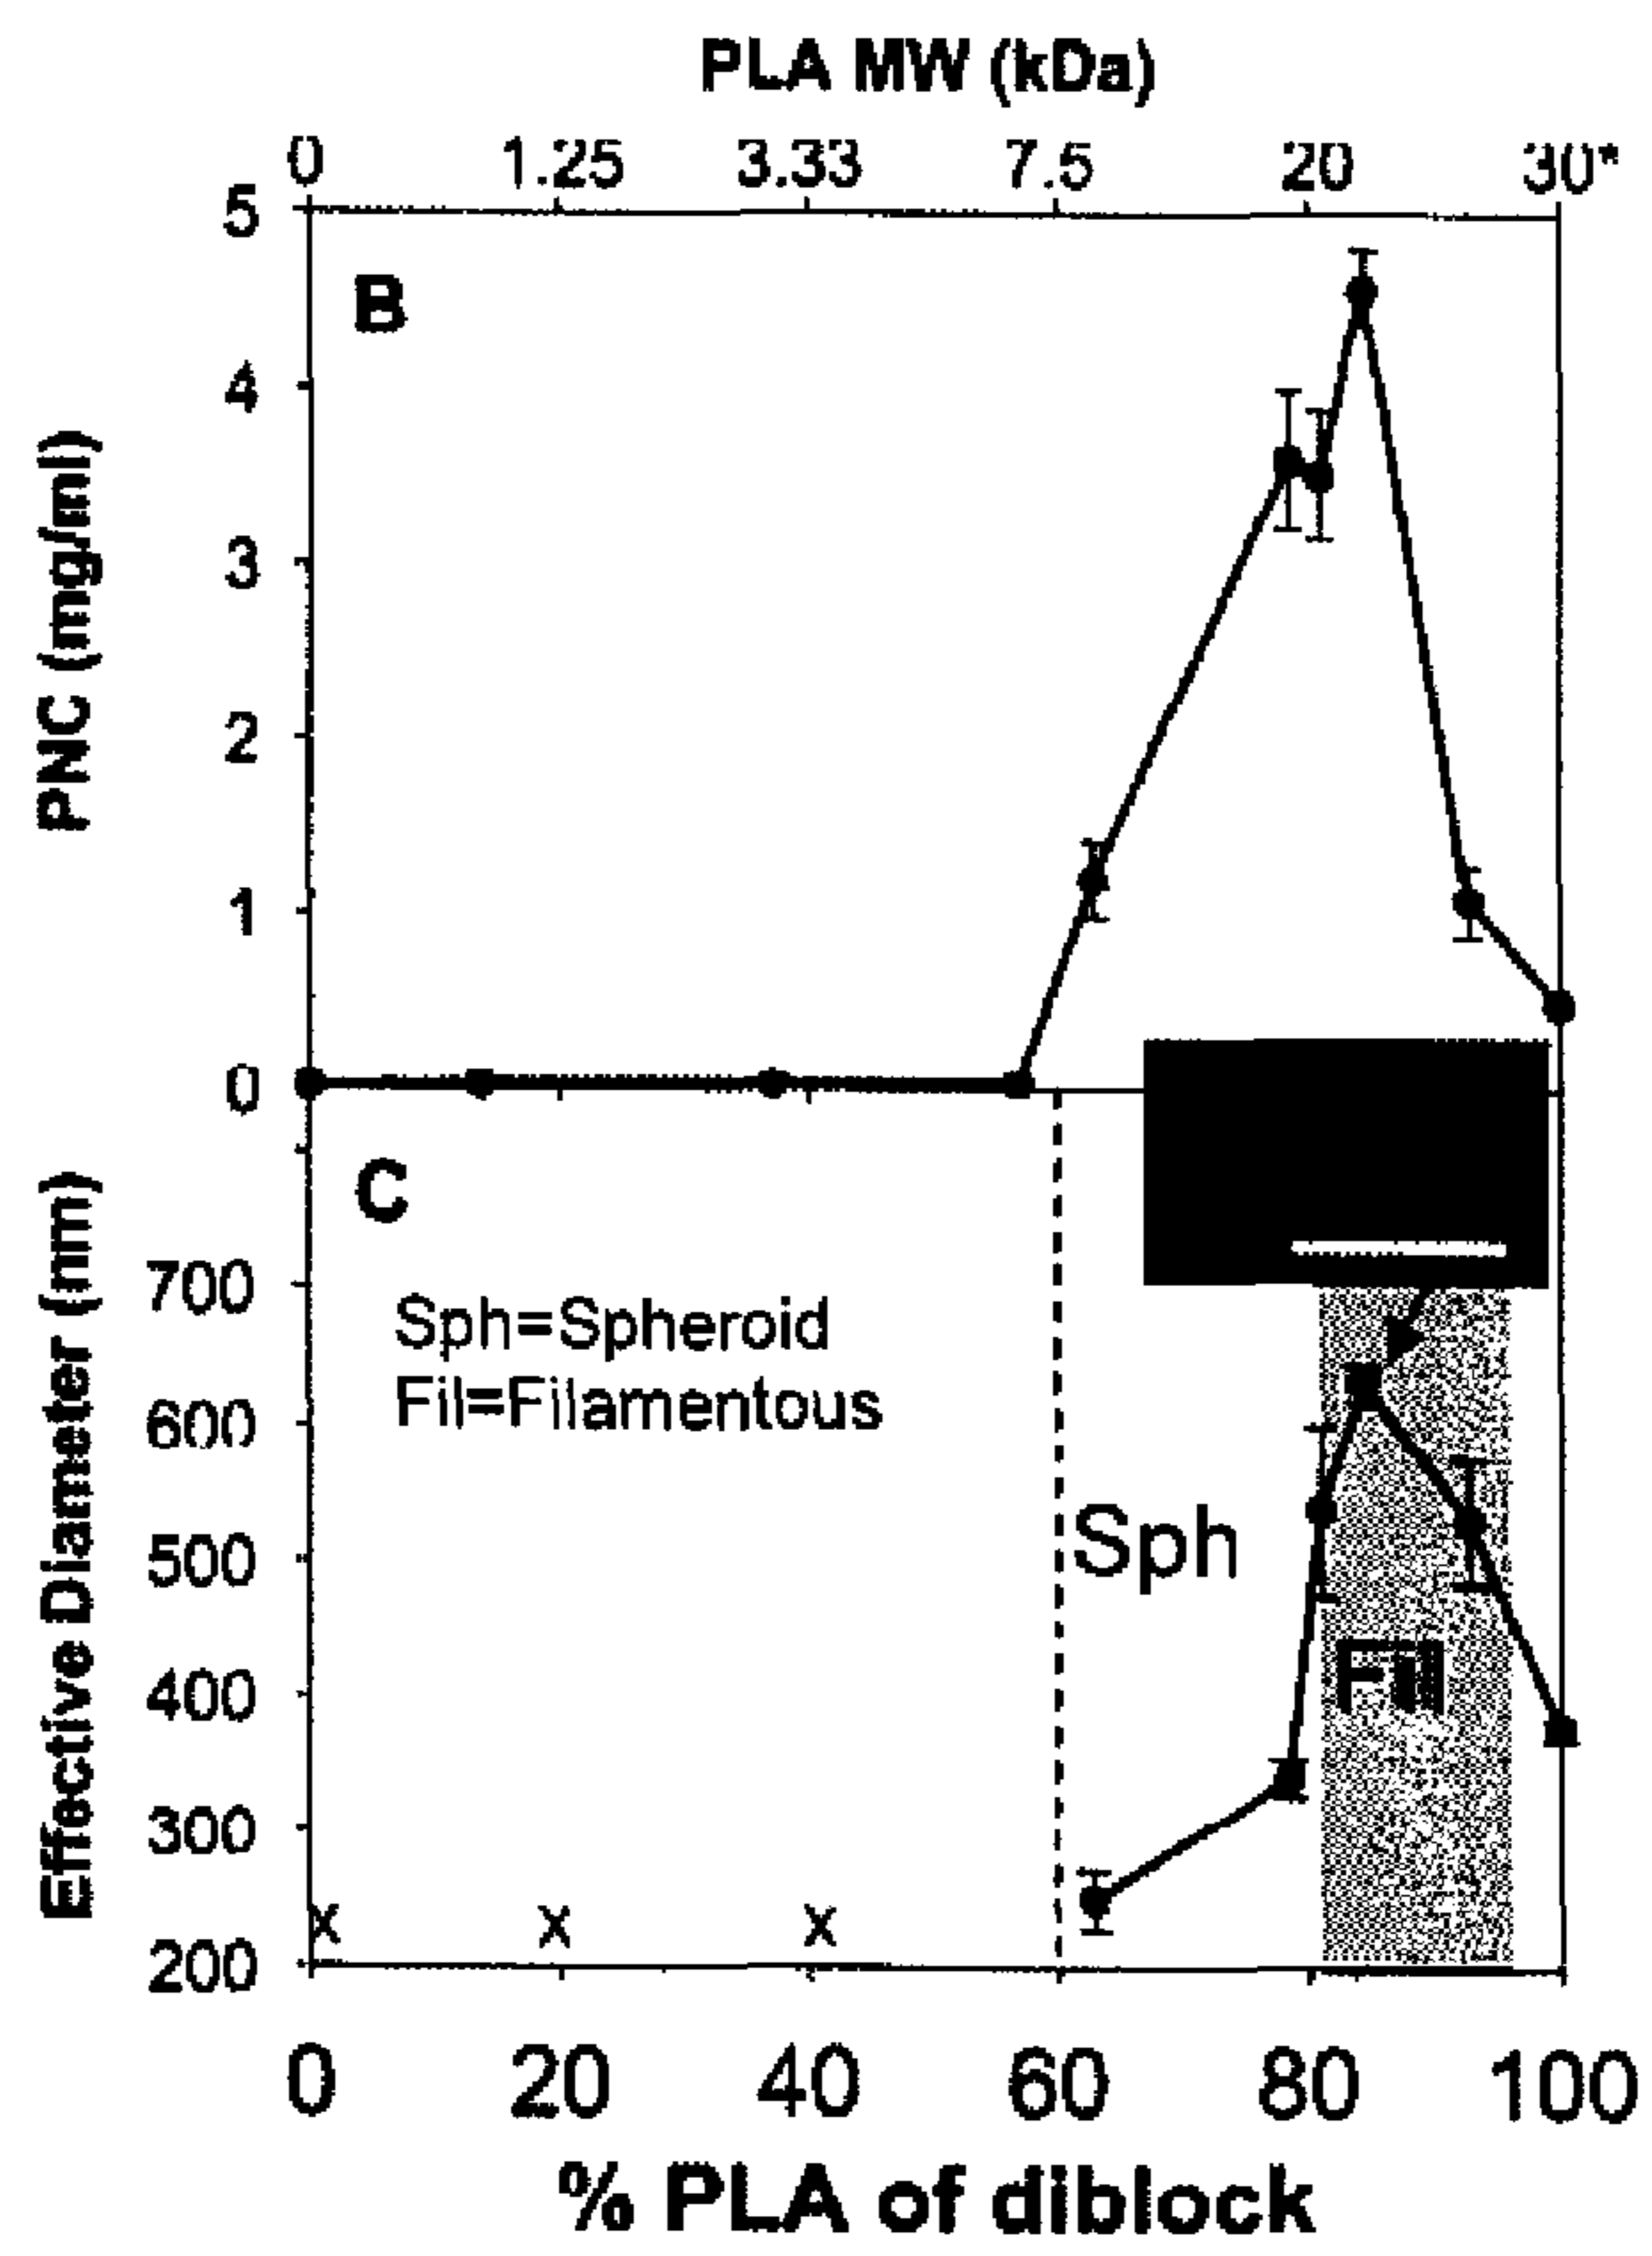 PLA MW (kDa)
0 1.25 3.33 7.5 20 30*
5
B
4
PNC (mg/ml)
3
2
1
0
C
Effective Diameter (nm)
700
Sph=Spheroid
Fil=Filamentous
600
500
Sph
Fil
400
300
X X X
200
0 20 40 60 80 100
% PLA of diblock